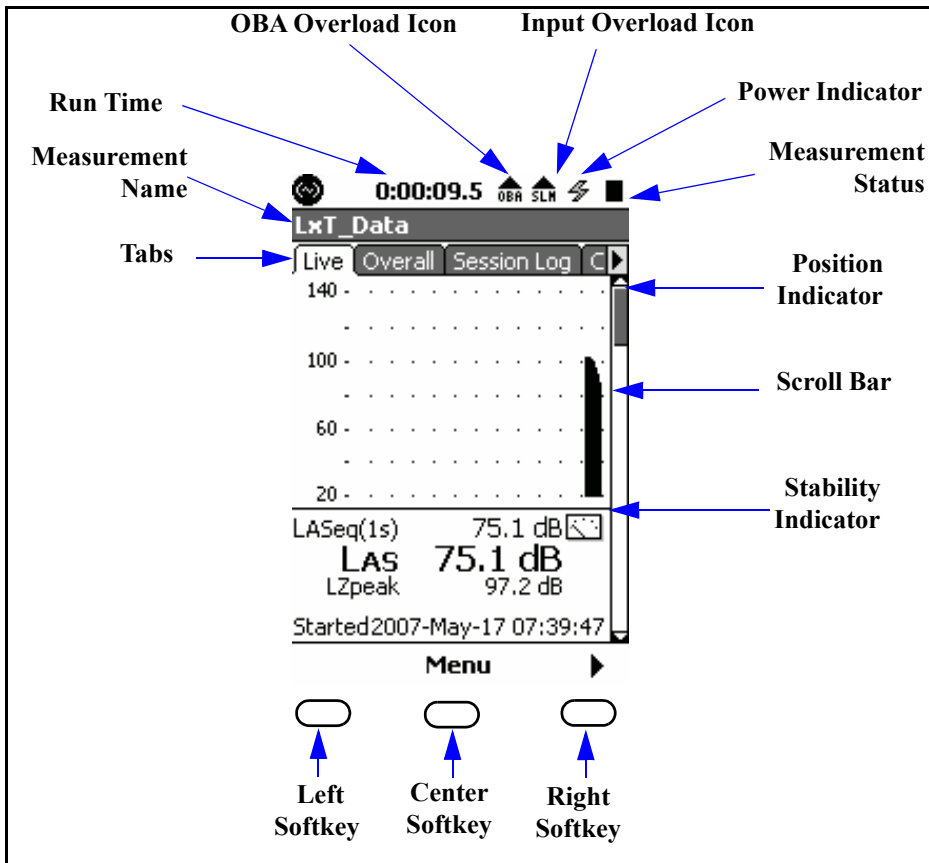 OBA Overload Icon
Input Overload Icon
Run Time
Power Indicator
Measurement
Name
Measurement
Status
0:00:09.5
OBA
SLM
LxT_Data
Tabs
Live
Overall
Session Log
C
Position
Indicator
140
100
Scroll Bar
60
20
Stability
Indicator
LASeq(1s) 75.1 dB
LAS 75.1 dB
LZpeak 97.2 dB
Started 2007-May-17 07:39:47
Menu
Left
Softkey
Center
Softkey
Right
Softkey